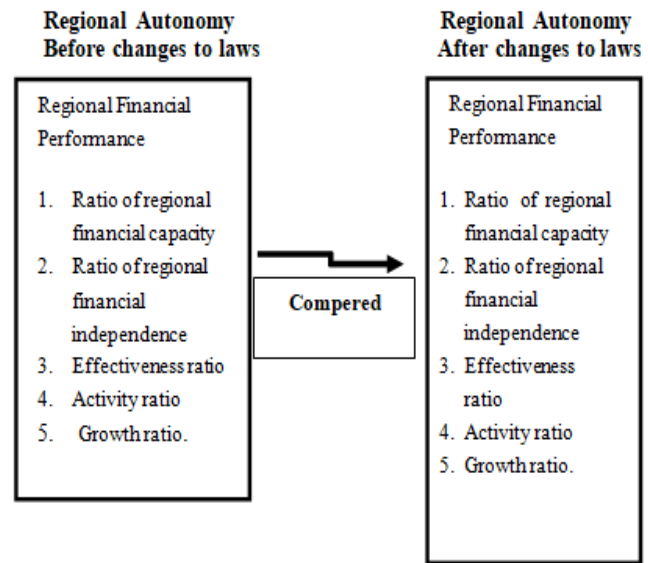 Regional Autonomy
Before changes to laws
Regional Financial
Performance
1. Ratio of regional
financial capacity
2. Ratio of regional
financial
independence
3. Effectiveness ratio
4. Activity ratio
5. Growth ratio.
Compered
Regional Autonomy
After changes to laws
Regional Financial
Performance
1. Ratio of regional
financial capacity
2. Ratio of regional
financial
independence
3. Effectiveness
ratio
4. Activity ratio
5. Growth ratio.